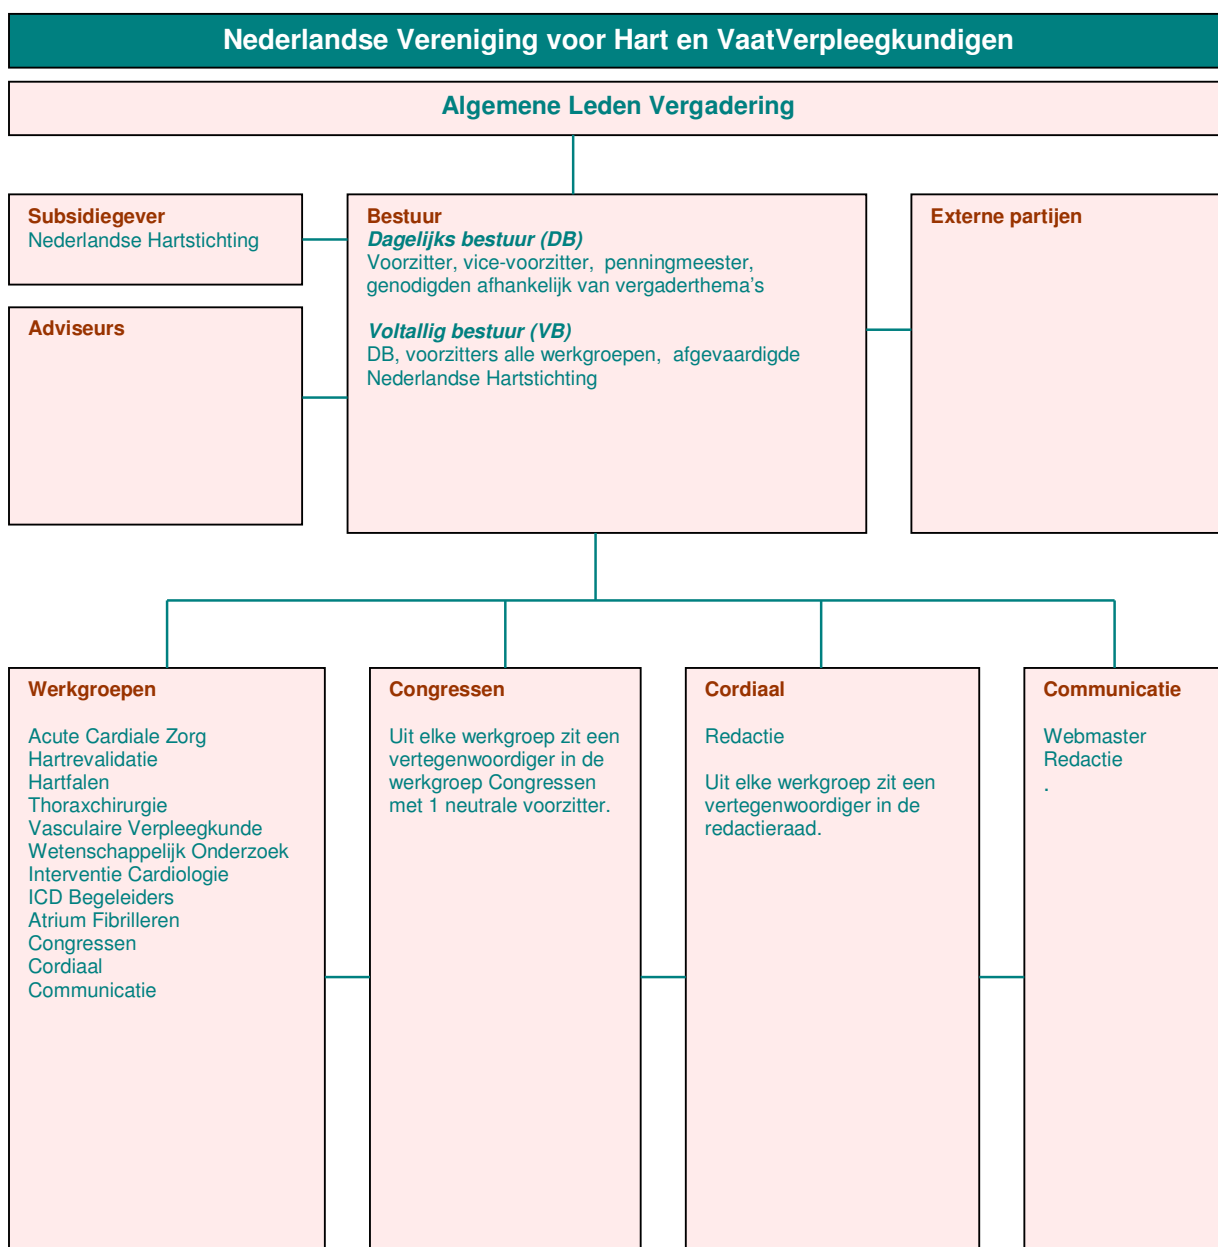 Nederlandse Vereniging voor Hart en VaatVerpleegkundigen
Algemene Leden Vergadering
Subsidiegever
Nederlandse Hartstichting
Adviseurs
Bestuur
Dagelijks bestuur (DB)
Voorzitter, vice-voorzitter, penningmeester,
genodigden afhankelijk van vergaderthema's
Voltallig bestuur (VB)
DB, voorzitters alle werkgroepen, afgevaardigde
Nederlandse Hartstichting
Externe partijen
Werkgroepen
Acute Cardiale Zorg
Hartrevalidatie
Hartfalen
Thoraxchirurgie
Vasculaire Verpleegkunde
Wetenschappelijk Onderzoek
Interventie Cardiologie
ICD Begeleiders
Atrium Fibrilleren
Congressen
Cordiaal
Communicatie
Congressen
Uit elke werkgroep zit een
vertegenwoordiger in de
werkgroep Congressen
met 1 neutrale voorzitter.
Cordiaal
Redactie
Uit elke werkgroep zit een
vertegenwoordiger in de
redactieraad.
Communicatie
Webmaster
Redactie
.